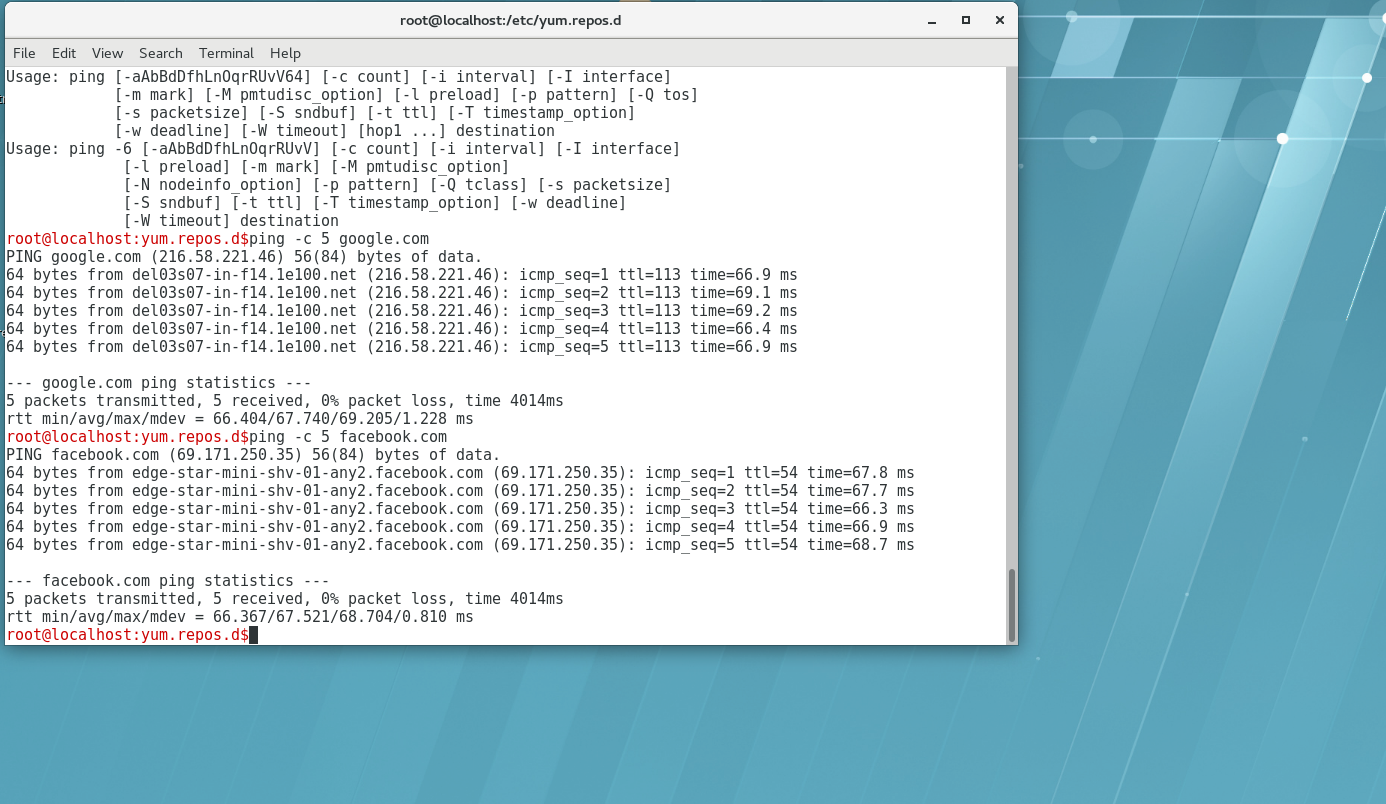 root@localhost:/etc/yum.repos.d
File Edit View Search Terminal Help
Usage: ping [-aAbBdDfhLnOqrRUvV64] [-c count] [-i interval] [-I interface]
            [-m mark] [-M pmtudisc_option] [-l preload] [-p pattern] [-Q tos]
            [-s packetsize] [-S sndbuf] [-t ttl] [-T timestamp_option]
            [-w deadline] [-W timeout] [hop1 ...] destination
Usage: ping -6 [-aAbBdDfhLnOqrRUvV] [-c count] [-i interval] [-I interface]
             [-l preload] [-m mark] [-M pmtudisc_option]
             [-N nodeinfo_option] [-p pattern] [-Q tclass] [-s packetsize]
             [-S sndbuf] [-t ttl] [-T timestamp_option] [-w deadline]
             [-W timeout] destination
root@localhost:yum.repos.d$ping -c 5 google.com
PING google.com (216.58.221.46) 56(84) bytes of data.
64 bytes from del03s07-in-f14.1e100.net (216.58.221.46): icmp_seq=1 ttl=113 time=66.9 ms
64 bytes from del03s07-in-f14.1e100.net (216.58.221.46): icmp_seq=2 ttl=113 time=69.1 ms
64 bytes from del03s07-in-f14.1e100.net (216.58.221.46): icmp_seq=3 ttl=113 time=69.2 ms
64 bytes from del03s07-in-f14.1e100.net (216.58.221.46): icmp_seq=4 ttl=113 time=66.4 ms
64 bytes from del03s07-in-f14.1e100.net (216.58.221.46): icmp_seq=5 ttl=113 time=66.9 ms
--- google.com ping statistics ---
5 packets transmitted, 5 received, 0% packet loss, time 4014ms
rtt min/avg/max/mdev = 66.404/67.740/69.205/1.228 ms
root@localhost:yum.repos.d$ping -c 5 facebook.com
PING facebook.com (69.171.250.35) 56(84) bytes of data.
64 bytes from edge-star-mini-shv-01-any2.facebook.com (69.171.250.35): icmp_seq=1 ttl=54 time=67.8 ms
64 bytes from edge-star-mini-shv-01-any2.facebook.com (69.171.250.35): icmp_seq=2 ttl=54 time=67.7 ms
64 bytes from edge-star-mini-shv-01-any2.facebook.com (69.171.250.35): icmp_seq=3 ttl=54 time=66.3 ms
64 bytes from edge-star-mini-shv-01-any2.facebook.com (69.171.250.35): icmp_seq=4 ttl=54 time=66.9 ms
64 bytes from edge-star-mini-shv-01-any2.facebook.com (69.171.250.35): icmp_seq=5 ttl=54 time=68.7 ms
--- facebook.com ping statistics ---
5 packets transmitted, 5 received, 0% packet loss, time 4014ms
rtt min/avg/max/mdev = 66.367/67.521/68.704/0.810 ms
root@localhost:yum.repos.d$